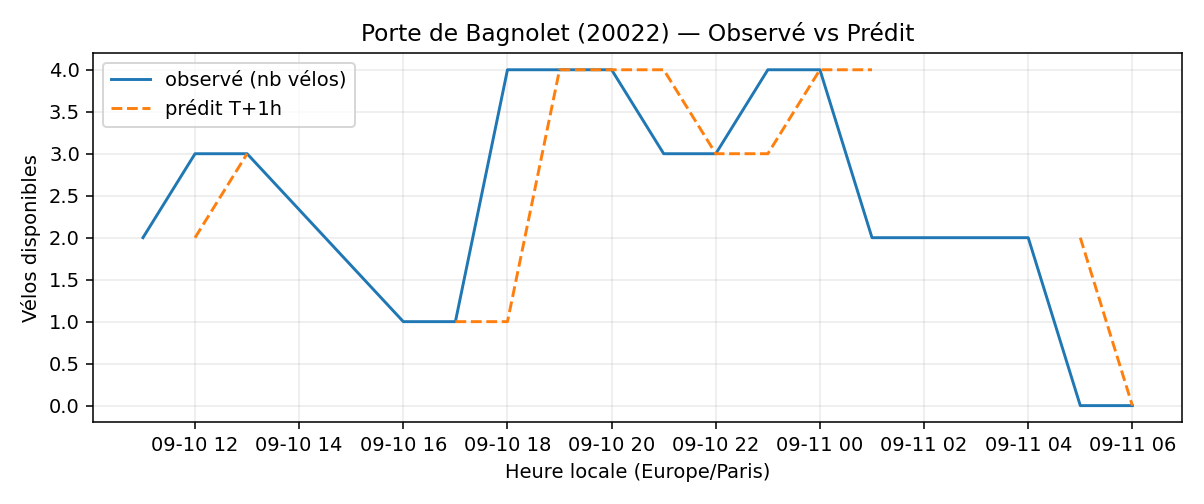 Porte de Bagnolet (20022) — Observé vs Prédit
observé (nb vélos)
prédit T+1h
Vélos disponibles
4.0
3.5
3.0
2.5
2.0
1.5
1.0
0.5
0.0
09-10 12 09-10 14 09-10 16 09-10 18 09-10 20 09-10 22 09-11 00 09-11 02 09-11 04 09-11 06
Heure locale (Europe/Paris)